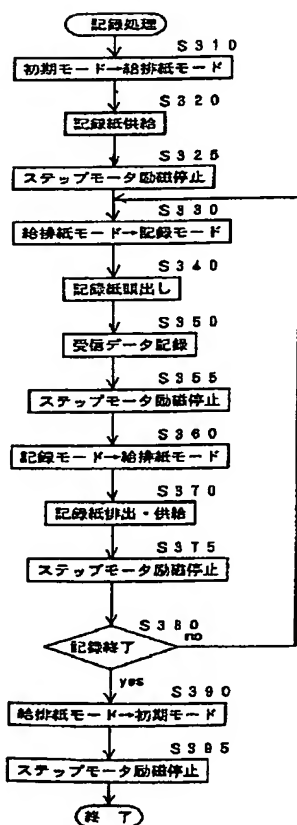 記録処理
S310
初期モード→給排紙モード
S320
記録紙供給
S325
ステップモータ励磁停止
S330
給排紙モード→記録モード
S340
記録紙頭出し
S350
受信データ記録
S355
ステップモータ励磁停止
S360
記録モード→給排紙モード
S370
記録紙排出・供給
S375
ステップモータ励磁停止
S380
記録終了
no
yes
S390
給排紙モード→初期モード
S395
ステップモータ励磁停止
終 了